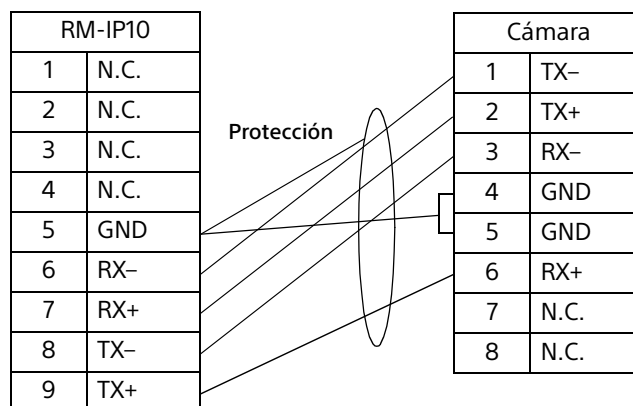 RM-IP10
1 N.C.
2 N.C.
3 N.C.
4 N.C.
5 GND
6 RX–
7 RX+
8 TX–
9 TX+
Protección
Cámara
1 TX–
2 TX+
3 RX–
4 GND
5 GND
6 RX+
7 N.C.
8 N.C.